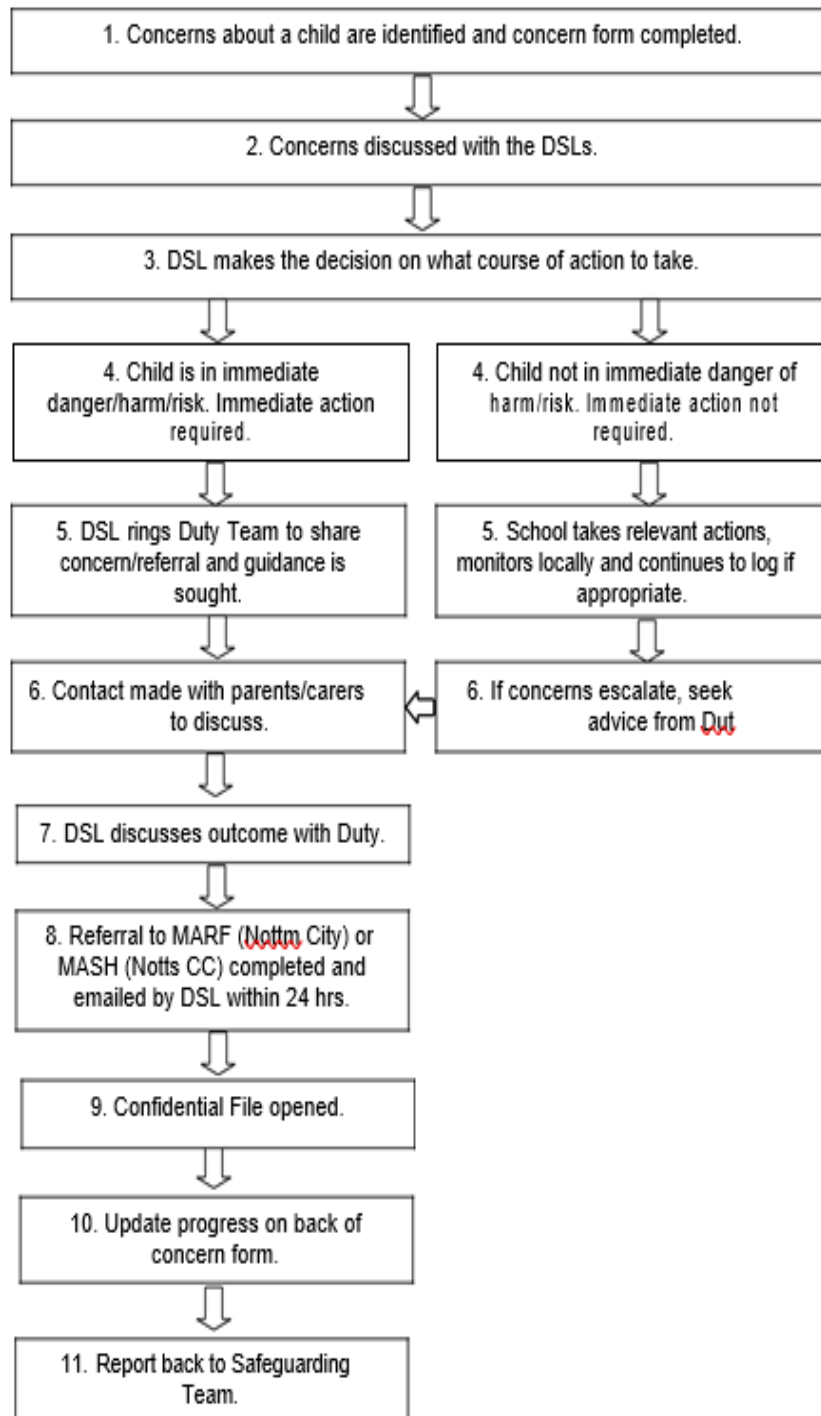 1. Concerns about a child are identified and concern form completed.
2. Concerns discussed with the DSLs.
3. DSL makes the decision on what course of action to take.
4. Child is in immediate
danger/harm/risk. Immediate action
required.
4. Child not in immediate danger of
harm/risk. Immediate action not
required.
5. DSL rings Duty Team to share
concern/referral and guidance is
sought.
5. School takes relevant actions,
monitors locally and continues to log if
appropriate.
6. Contact made with parents/carers
to discuss.
6. If concerns escalate, seek
advice from Dut
7. DSL discusses outcome with Duty.
8. Referral to MARF (Nottm City) or
MASH (Notts CC) completed and
emailed by DSL within 24 hrs.
9. Confidential File opened.
10. Update progress on back of
concern form.
11. Report back to Safeguarding
Team.